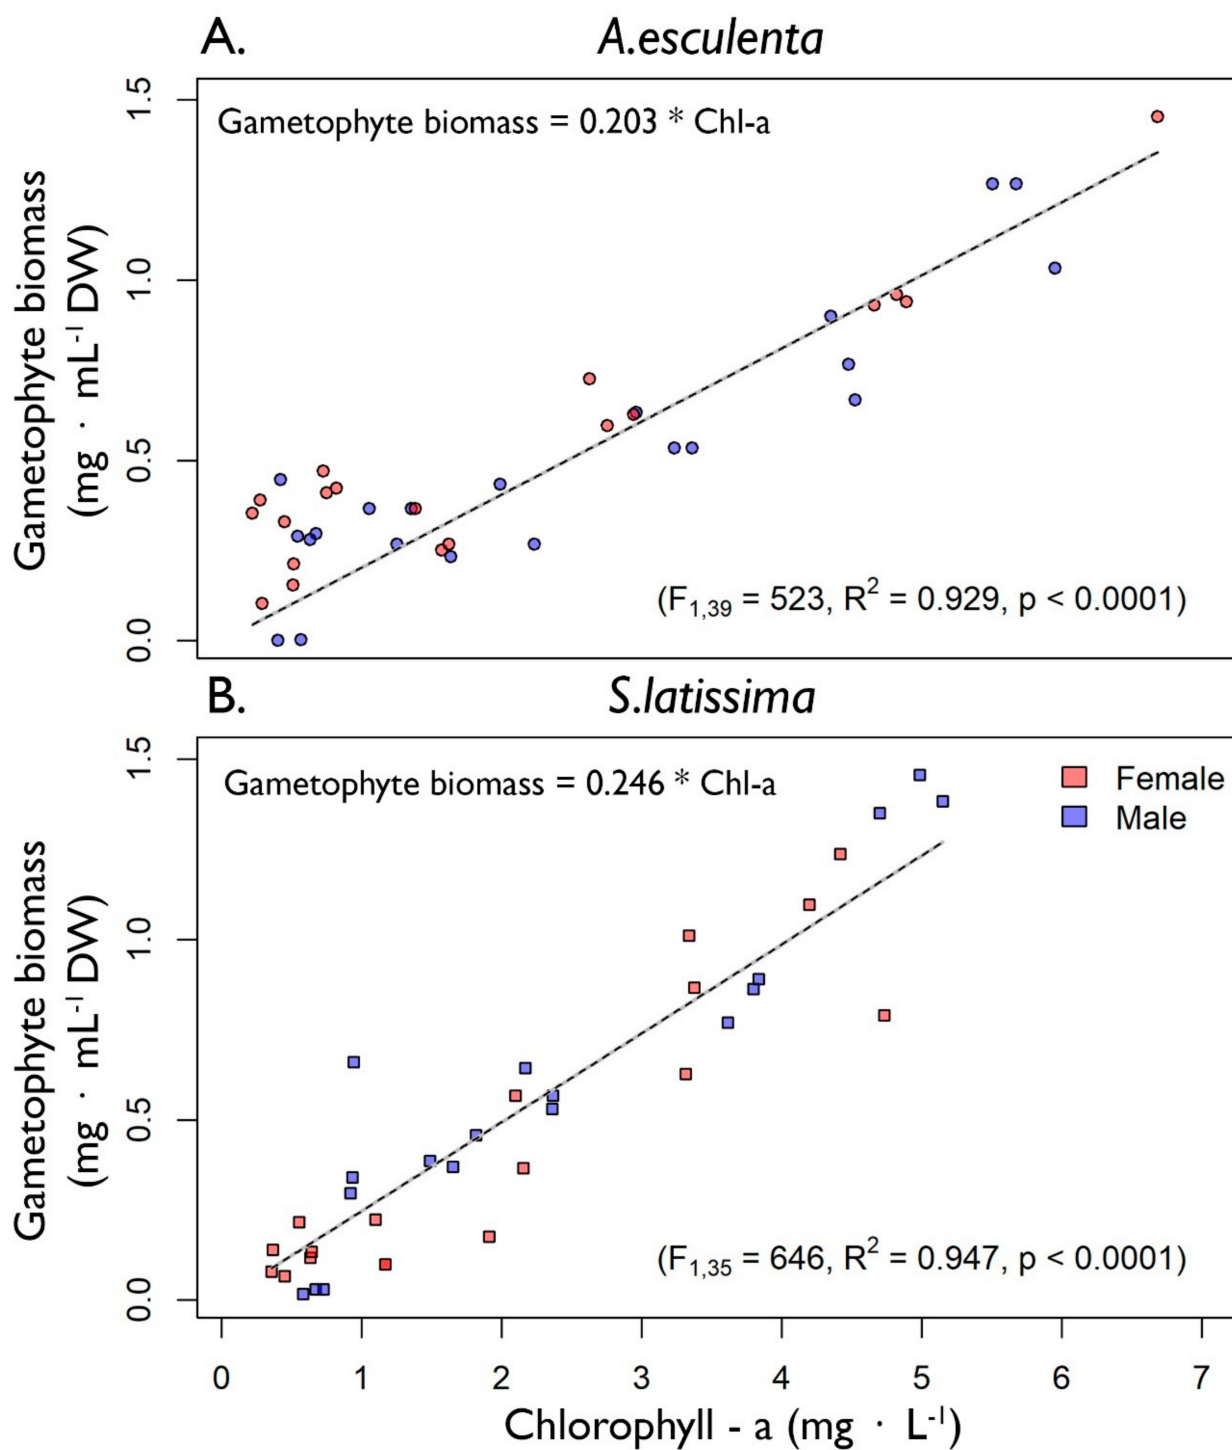 A. A.esculenta
Gametophyte biomass = 0.203 * Chl-a
Gametophyte biomass
(mg · mL⁻¹ DW)
1.5
1.0
0.5
0.0
(F₁,₃₉ = 523, R² = 0.929, p < 0.0001)
B. S.latissima
Gametophyte biomass = 0.246 * Chl-a
Female
Male
Gametophyte biomass
(mg · mL⁻¹ DW)
1.5
1.0
0.5
0.0
(F₁,₃₅ = 646, R² = 0.947, p < 0.0001)
0 1 2 3 4 5 6 7
Chlorophyll - a (mg · L⁻¹)